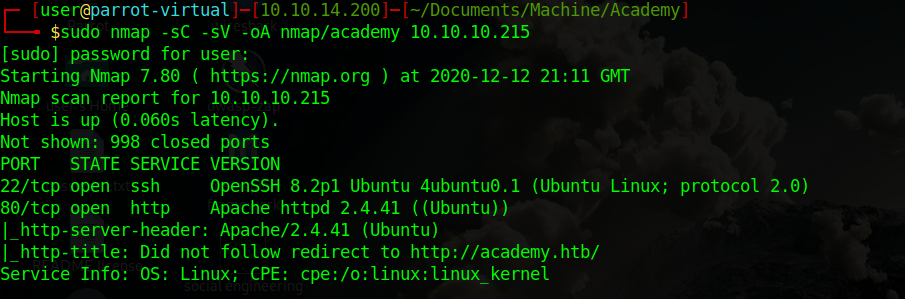 [user@parrot-virtual]─[10.10.14.200]─[~/Documents/Machine/Academy]
$sudo nmap -sC -sV -oA nmap/academy 10.10.10.215
[sudo] password for user:
Starting Nmap 7.80 ( https://nmap.org ) at 2020-12-12 21:11 GMT
Nmap scan report for 10.10.10.215
Host is up (0.060s latency).
Not shown: 998 closed ports
PORT   STATE SERVICE VERSION
22/tcp open  ssh     OpenSSH 8.2p1 Ubuntu 4ubuntu0.1 (Ubuntu Linux; protocol 2.0)
80/tcp open  http    Apache httpd 2.4.41 ((Ubuntu))
|_http-server-header: Apache/2.4.41 (Ubuntu)
|_http-title: Did not follow redirect to http://academy.htb/
Service Info: OS: Linux; CPE: cpe:/o:linux:linux_kernel
social engineering